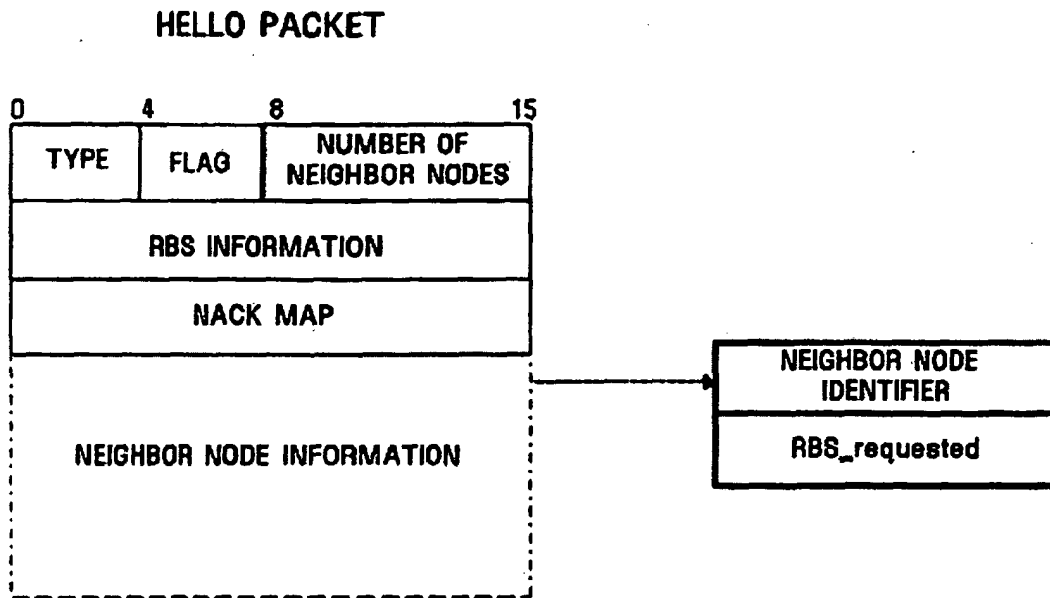 HELLO PACKET
0 4 8 15
TYPE FLAG NUMBER OF
NEIGHBOR NODES
RBS INFORMATION
NACK MAP
NEIGHBOR NODE INFORMATION
NEIGHBOR NODE
IDENTIFIER
RBS_requested